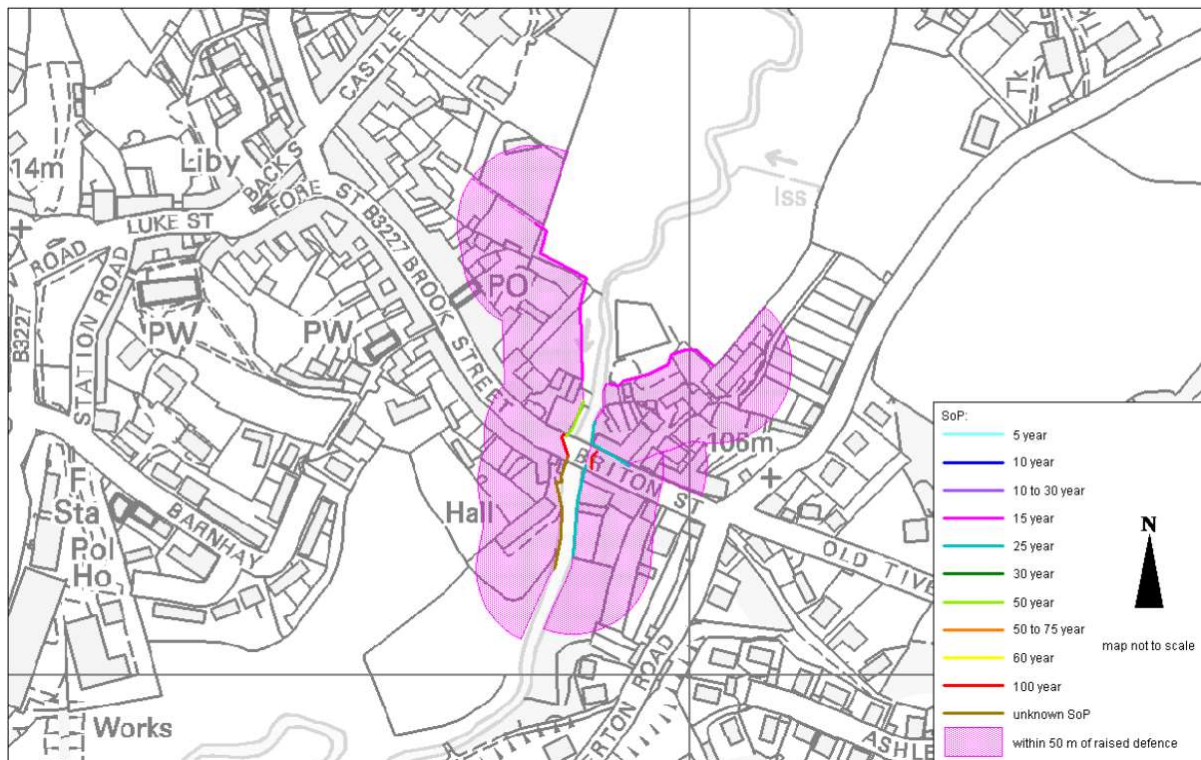 CASTLE S
14m
Liby
BACK S
FORE ST B3227 BROOK STREET
LUKE ST
ROAD
STATION ROAD
B3227
PW
PW
PO
Iss
Tk
Tk
106m
BRITON ST
Hall
F
Sta
Pol
Ho
BARNHAY
OLD TIVE
RTON ROAD
ASHLE
Works
SoP:
5 year
10 year
10 to 30 year
15 year
25 year
30 year
50 year
50 to 75 year
60 year
100 year
unknown SoP
within 50 m of raised defence
N
map not to scale